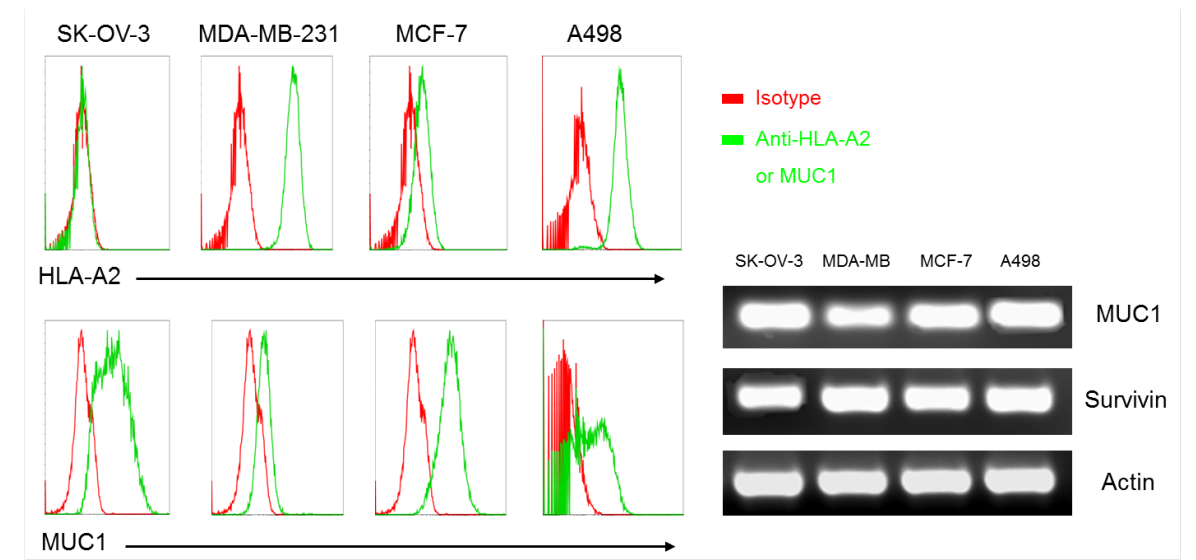 SK-OV-3 MDA-MB-231 MCF-7 A498
Isotype
Anti-HLA-A2
or MUC1
HLA-A2
SK-OV-3 MDA-MB MCF-7 A498
MUC1
Survivin
Actin
MUC1